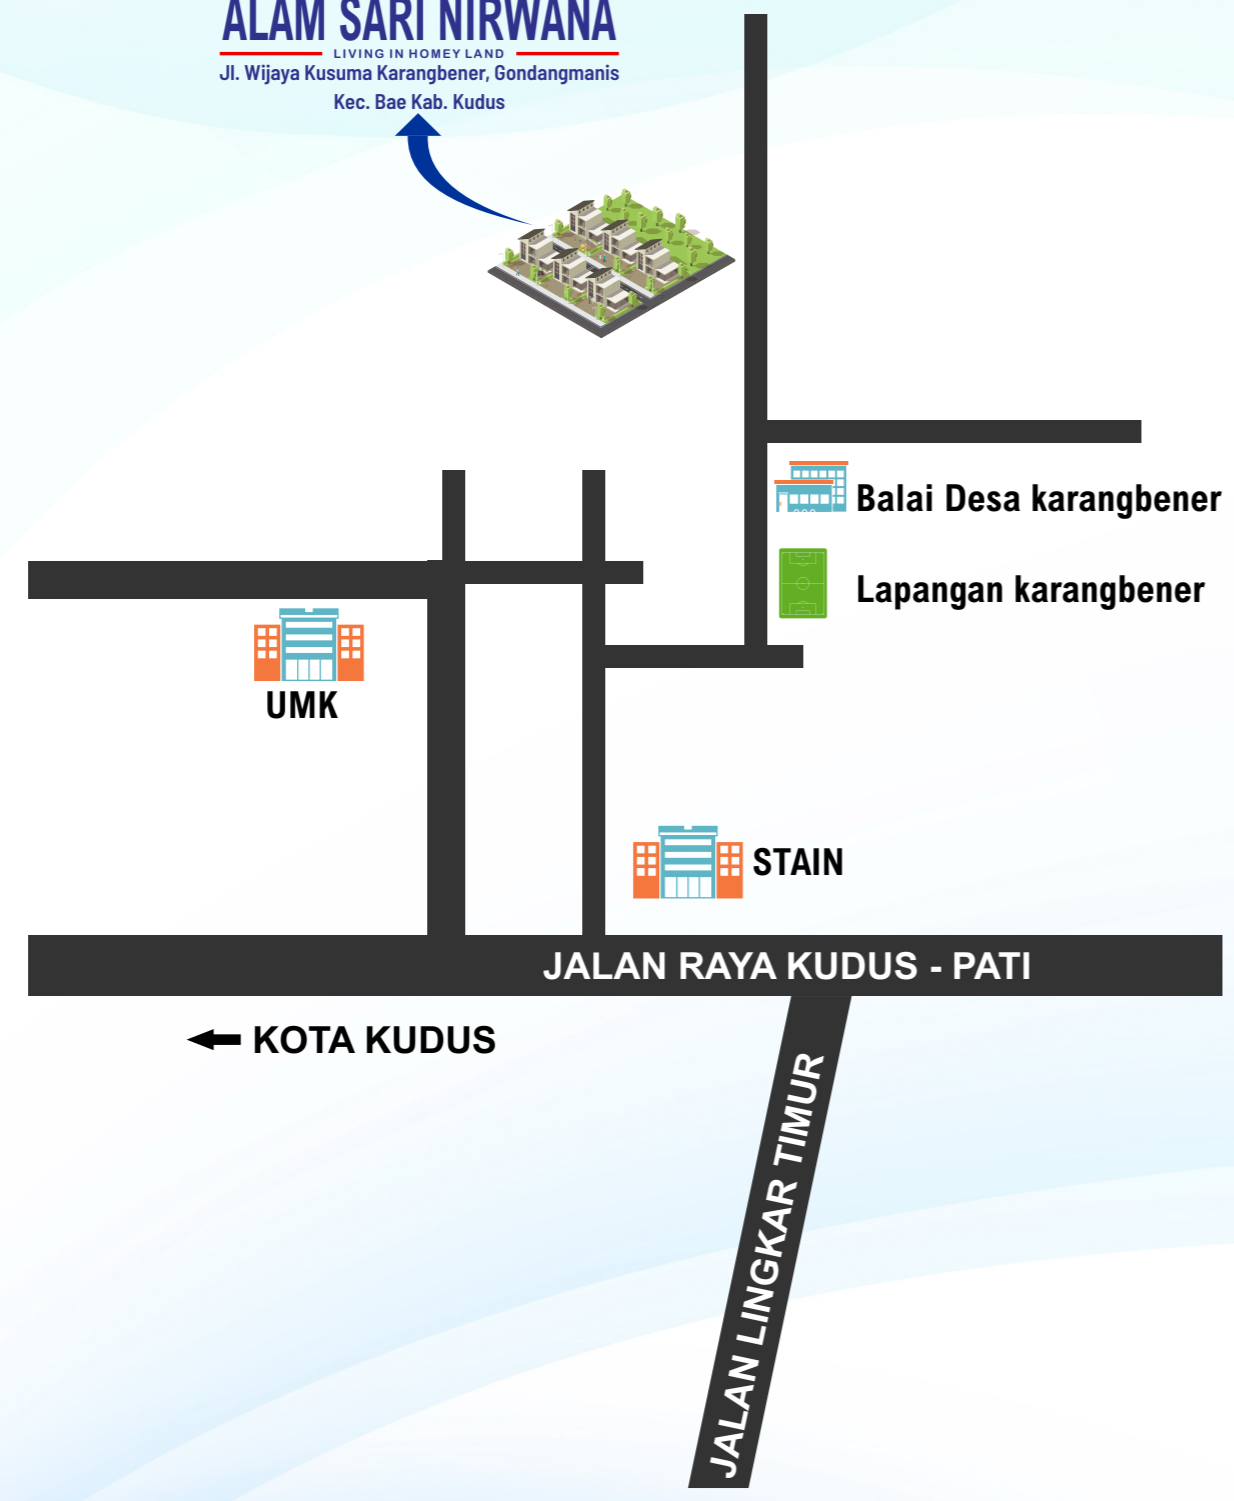 ALAM SARI NIRWANA
LIVING IN HOMEY LAND
Jl. Wijaya Kusuma Karangbener, Gondangmanis
Kec. Bae Kab. Kudus
Balai Desa karangbener
Lapangan karangbener
UMK
STAIN
JALAN RAYA KUDUS - PATI
KOTA KUDUS
JALAN LINGKAR TIMUR